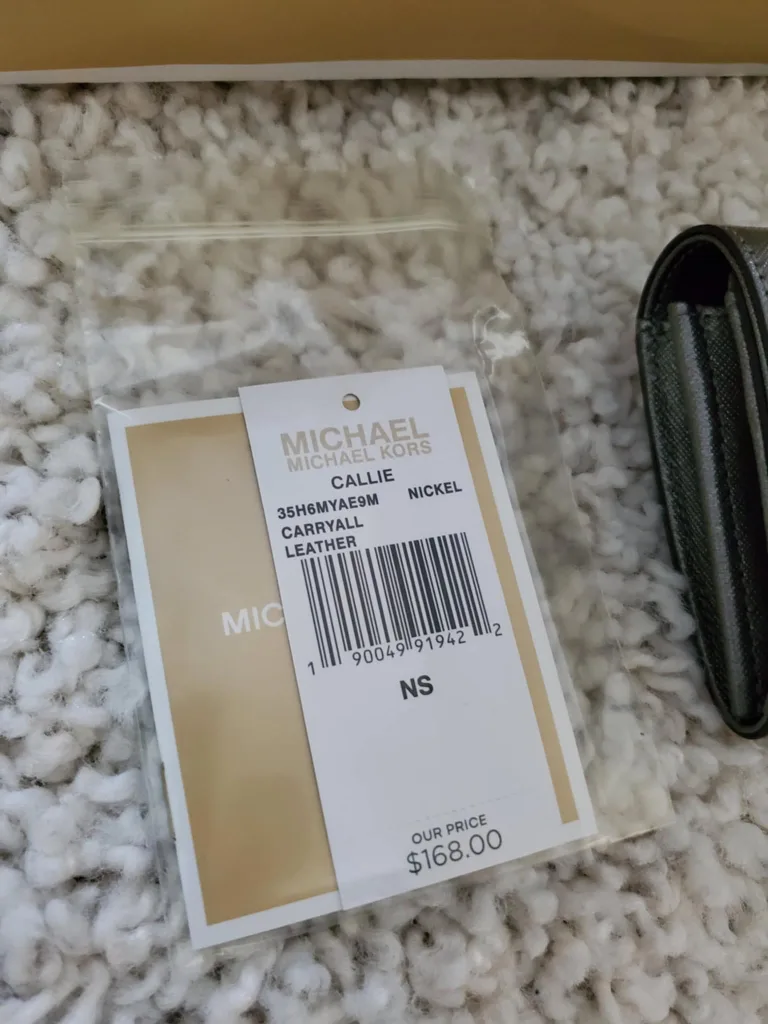 MICHAEL
MICHAEL KORS
CALLIE
35H6MYAE9M NICKEL
CARRYALL
LEATHER
1 90049 91942 2
NS
OUR PRICE
$168.00
MIC